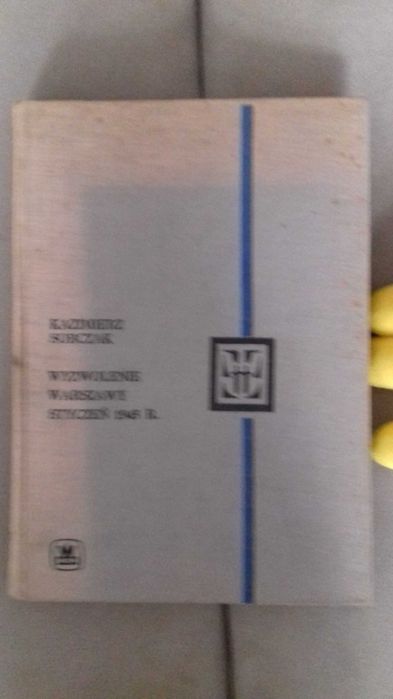 KAZIMIERZ
SOBCZAK
WYZWOLENIE
WARSZAWY
STYCZEŃ 1945 R.